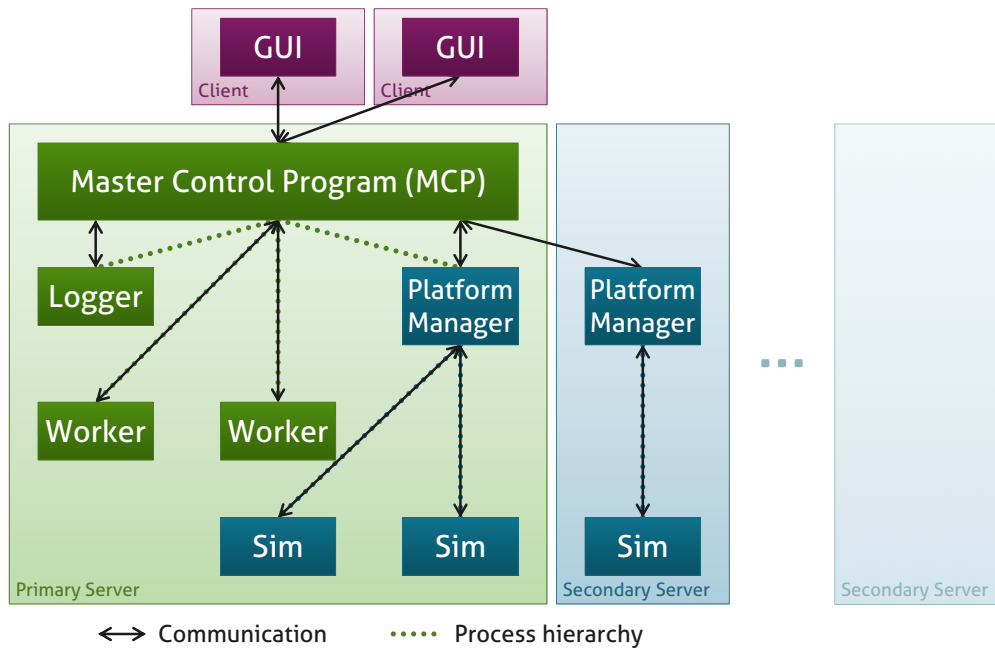 GUI
GUI
Client
Client
Master Control Program (MCP)
Logger
Platform
Manager
Platform
Manager
Worker
Worker
Sim
Sim
Sim
Primary Server
Secondary Server
Secondary Server
Communication
Process hierarchy